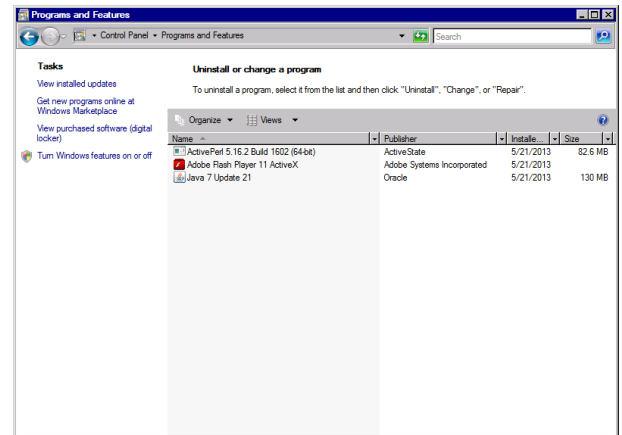 Programs and Features
Control Panel Programs and Features
Search
Tasks
View installed updates
Get new programs online at
Windows Marketplace
View purchased software (digital
locker)
Turn Windows features on or off
Uninstall or change a program
To uninstall a program, select it from the list and then click "Uninstall", "Change", or "Repair".
Organize Views
Name Publisher Installe... Size
ActivePerl 5.16.2 Build 1602 (64-bit) ActiveState 5/21/2013 82.6 MB
Adobe Flash Player 11 ActiveX Adobe Systems Incorporated 5/21/2013
Java 7 Update 21 Oracle 5/21/2013 130 MB